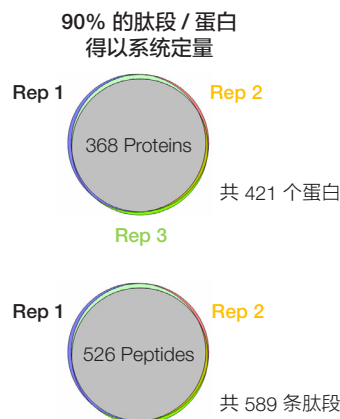 90% 的肽段 / 蛋白
得以系统定量
Rep 1
Rep 2
368 Proteins
共 421 个蛋白
Rep 3
Rep 1
Rep 2
526 Peptides
共 589 条肽段